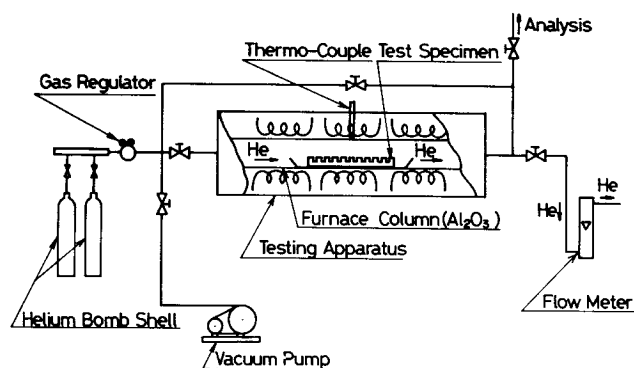 Analysis
Thermo-Couple Test Specimen
Gas Regulator
He
He
Furnace Column(Al₂O₃)
Testing Apparatus
He
He
Helium Bomb Shell
Flow Meter
Vacuum Pump